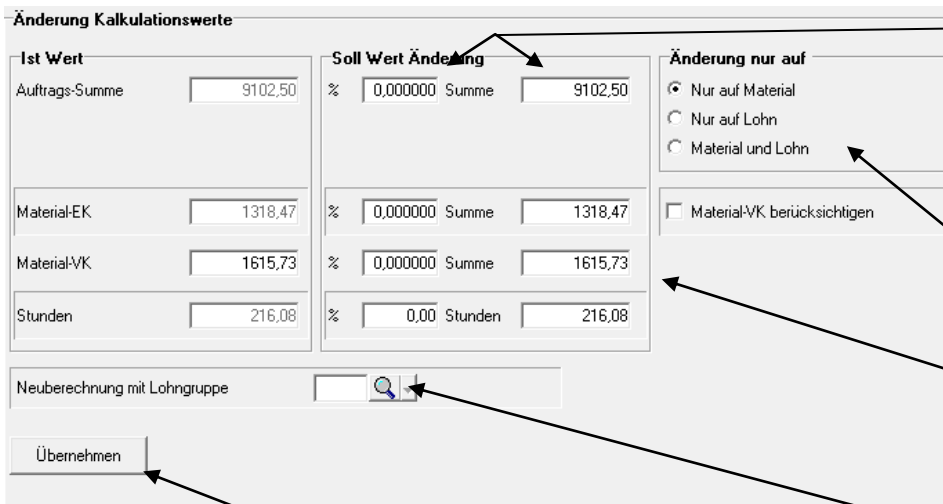 Änderung Kalkulationswerte
Ist Wert
Auftrags-Summe 9102,50
Material-EK 1318,47
Material-VK 1615,73
Stunden 216,08
Soll Wert Änderung
% 0,000000 Summe 9102,50
% 0,000000 Summe 1318,47
% 0,000000 Summe 1615,73
% 0,00 Stunden 216,08
Änderung nur auf
Nur auf Material
Nur auf Lohn
Material und Lohn
Material-VK berücksichtigen
Neuberechnung mit Lohngruppe
Übernehmen